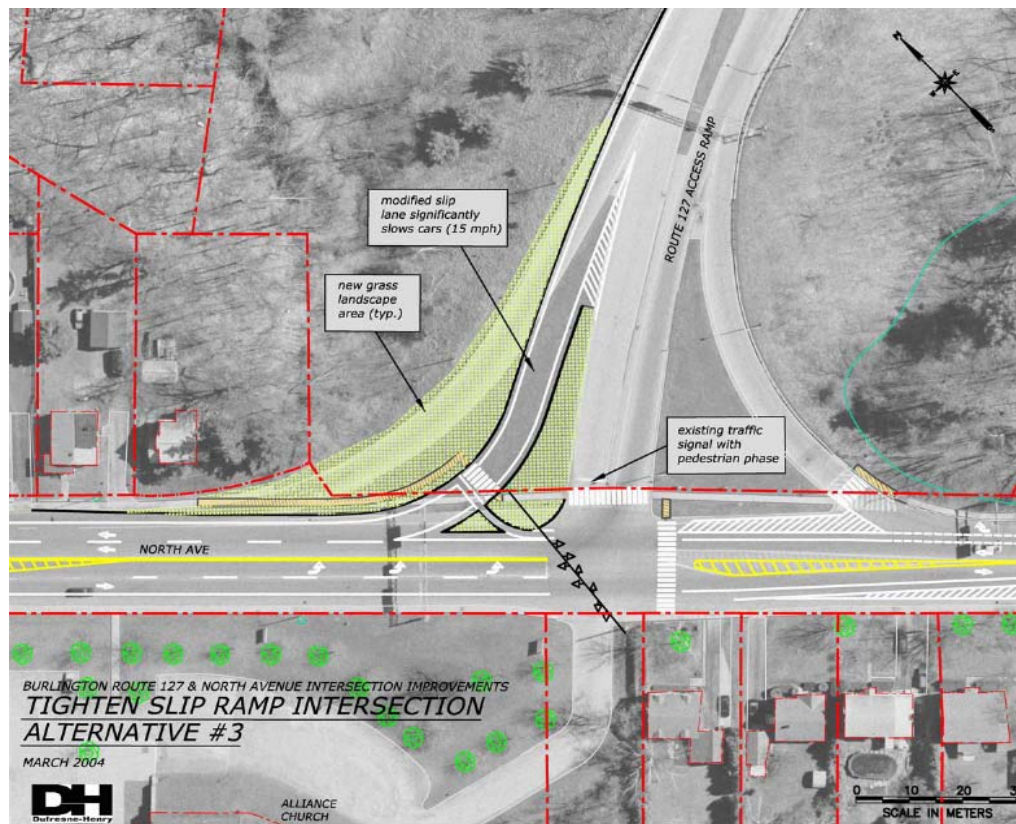 modified slip
lane significantly
slows cars (15 mph)
ROUTE 127 ACCESS RAMP
new grass
landscape
area (typ.)
existing traffic
signal with
pedestrian phase
NORTH AVE
BURLINGTON ROUTE 127 & NORTH AVENUE INTERSECTION IMPROVEMENTS
TIGHTEN SLIP RAMP INTERSECTION
ALTERNATIVE #3
MARCH 2004
DH
Dufresne-Henry
ALLIANCE
CHURCH
0 10 20 30
SCALE IN METERS